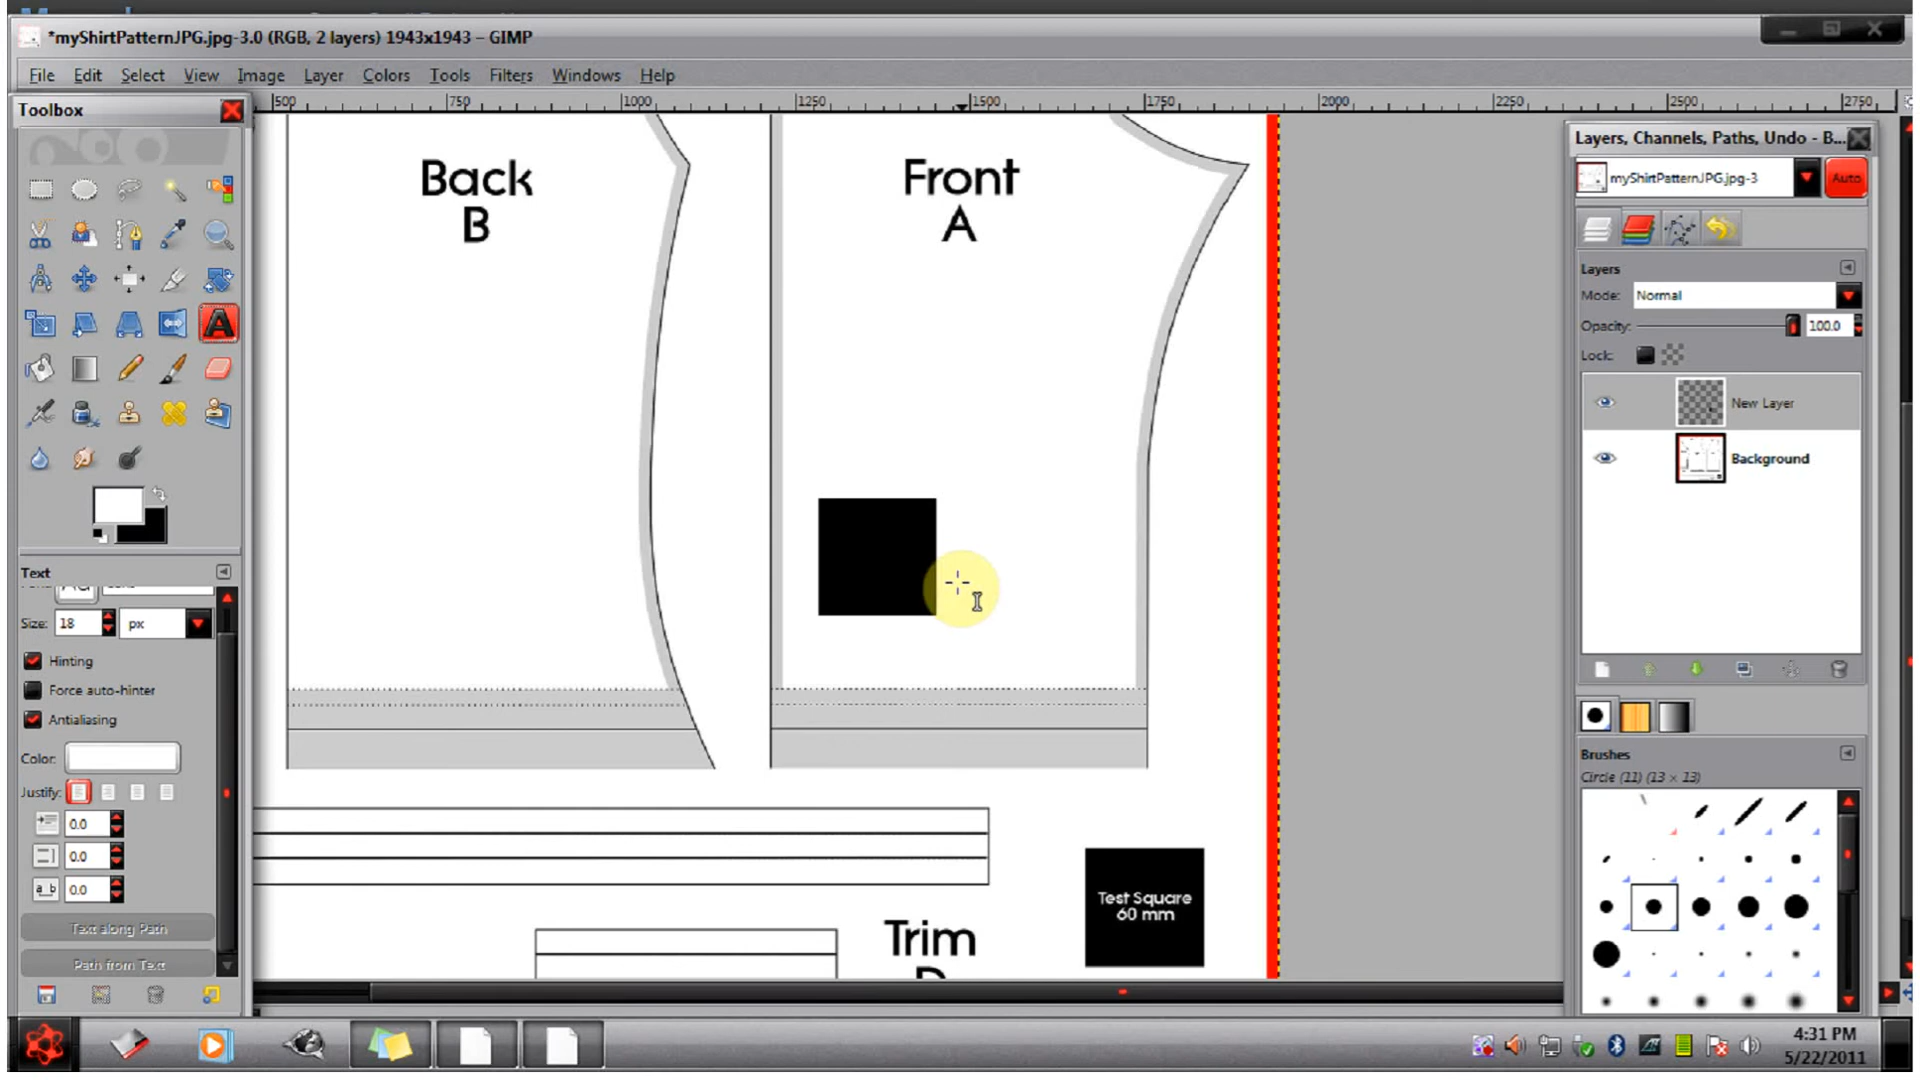 *myShirtPatternJPG.jpg-3.0 (RGB, 2 layers) 1943x1943 – GIMP
File Edit Select View Image Layer Colors Tools Filters Windows Help
Toolbox
500 750 1000 1250 1500 1750 2000 2250 2500 2750
Back
B
Front
A
Text
Size: 18 px
Hinting
Force auto-hinter
Antialiasing
Color:
Justify:
0.0
0.0
0.0
Text along Path
Path from Text
Test Square
60 mm
Trim
Layers, Channels, Paths, Undo - B...
myShirtPatternJPG.jpg-3
Auto
Layers
Mode: Normal
Opacity: 100.0
Lock:
New Layer
Background
Brushes
Circle (11) (13 × 13)
4:31 PM
5/22/2011